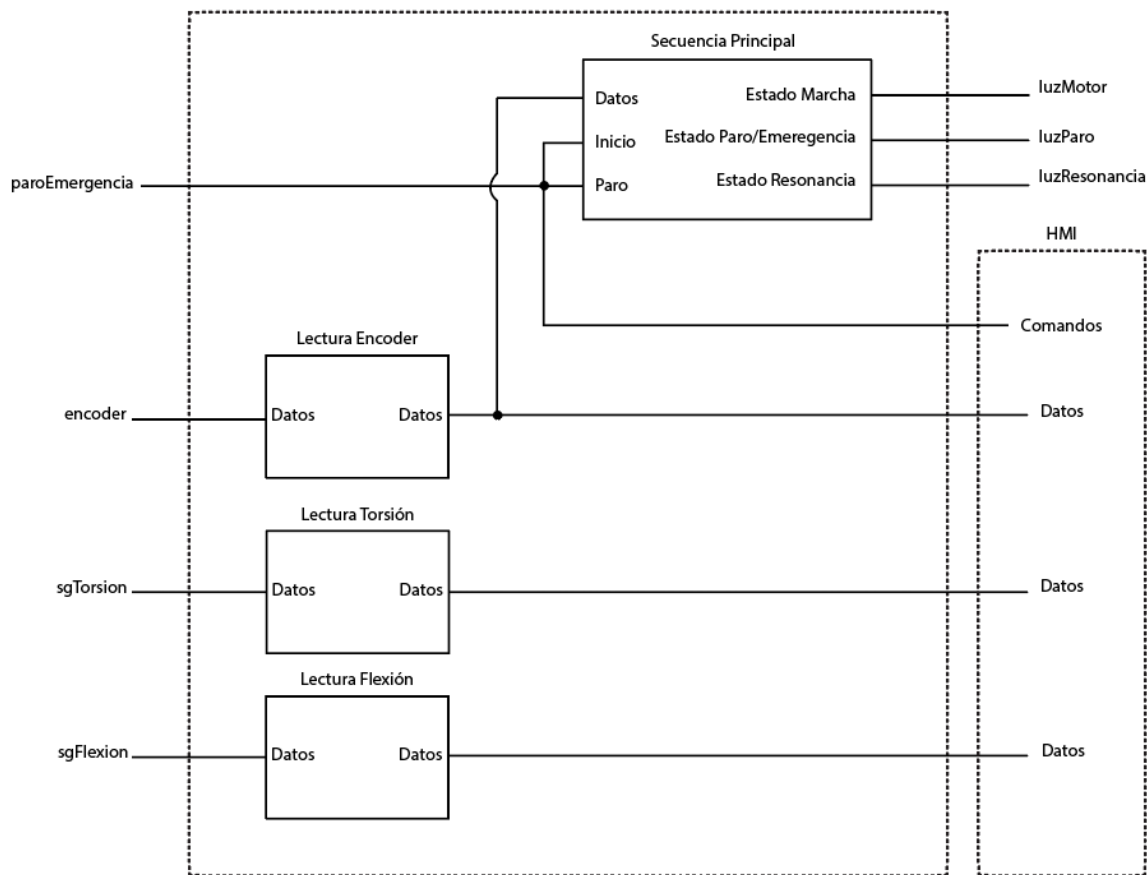 Secuencia Principal
Datos
Estado Marcha
luzMotor
Inicio
Estado Paro/Emeregencia
luzParo
paroEmergencia
Paro
Estado Resonancia
luzResonancia
HMI
Comandos
Lectura Encoder
encoder
Datos
Datos
Datos
Lectura Torsión
sgTorsion
Datos
Datos
Datos
Lectura Flexión
sgFlexion
Datos
Datos
Datos